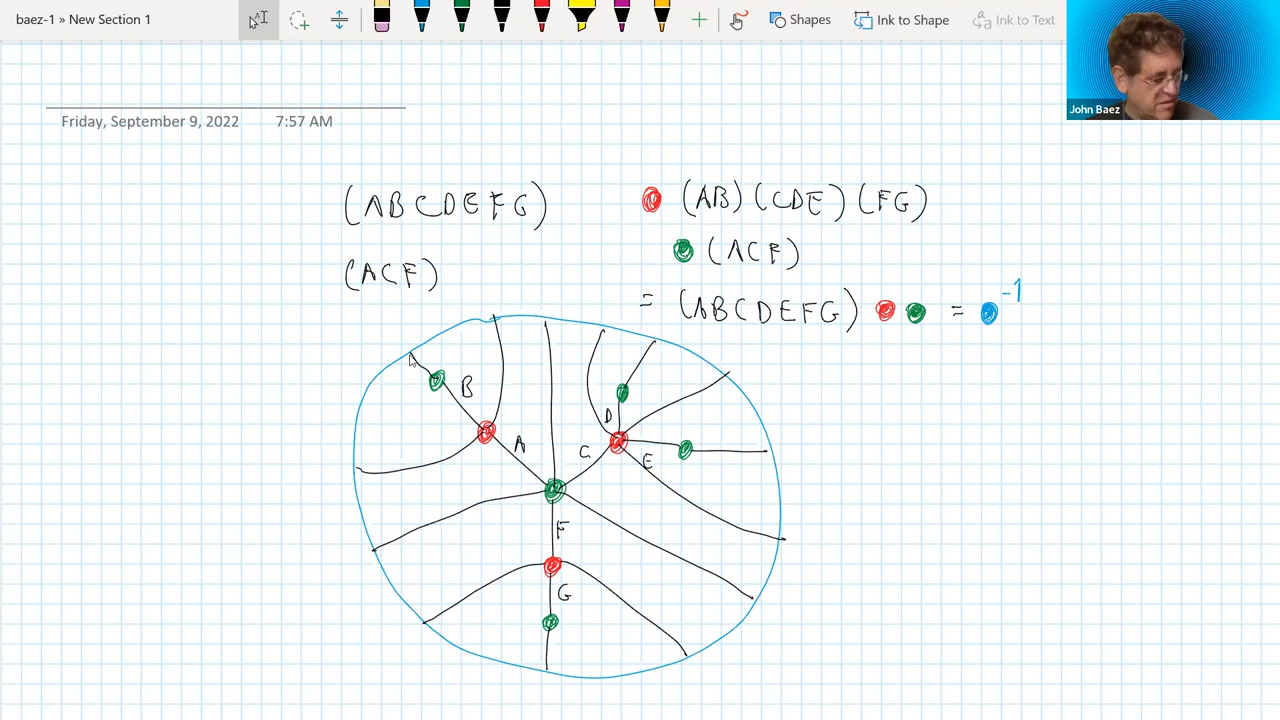 baez-1 » New Section 1
Shapes
Ink to Shape
Ink to Text
John Baez
Friday, September 9, 2022 7:57 AM
(ABCDEFG)
(AB)(CDE)(FG)
(ACF)
(ACF)
= (ABCDEFG) = -1
B
D
A
C
E
F
G